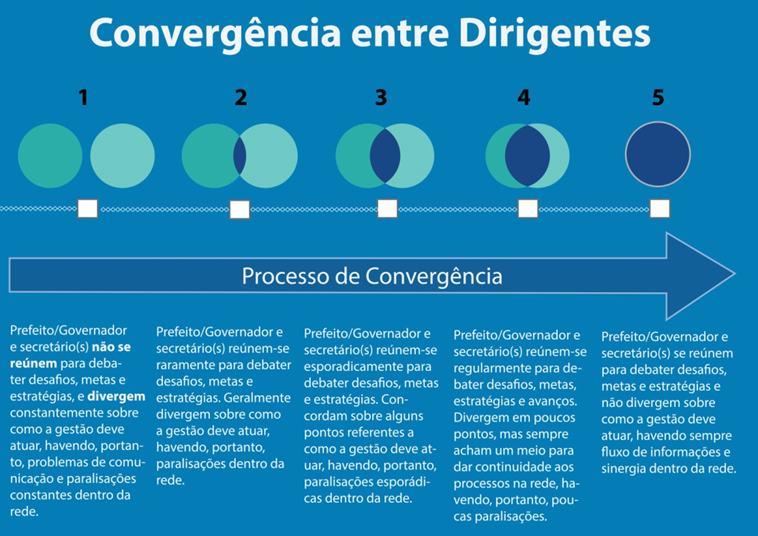 Convergência entre Dirigentes
1
2
3
4
5
Processo de Convergência
Prefeito/Governador
e secretário(s) não se
reúnem para deba-
ter desafios, metas e
estratégias, e divergem
constantemente sobre
como a gestão deve
atuar, havendo, portan-
to, problemas de comu-
nicação e paralisações
constantes dentro da
rede.
Prefeito/Governador e
secretário(s) reúnem-se
raramente para debater
desafios, metas e
estratégias. Geralmente
divergem sobre como
a gestão deve atuar,
havendo, portanto,
paralisações dentro da
rede.
Prefeito/Governador e
secretário(s) reúnem-se
esporadicamente para
debater desafios, metas
e estratégias. Con-
cordam sobre alguns
pontos referentes a
como a gestão deve at-
uar, havendo, portanto,
paralisações esporádi-
cas dentro da rede.
Prefeito/Governador e
secretário(s) reúnem-se
regularmente para de-
bater desafios, metas,
estratégias e avanços.
Divergem em poucos
pontos, mas sempre
acham um meio para
dar continuidade aos
processos na rede, ha-
vendo, portanto, pou-
cas paralisações.
Prefeito/Governador e
secretário(s) se reúnem
para debater desafios,
metas e estratégias e
não divergem sobre
como a gestão deve
atuar, havendo sempre
fluxo de informações e
sinergia dentro da rede.